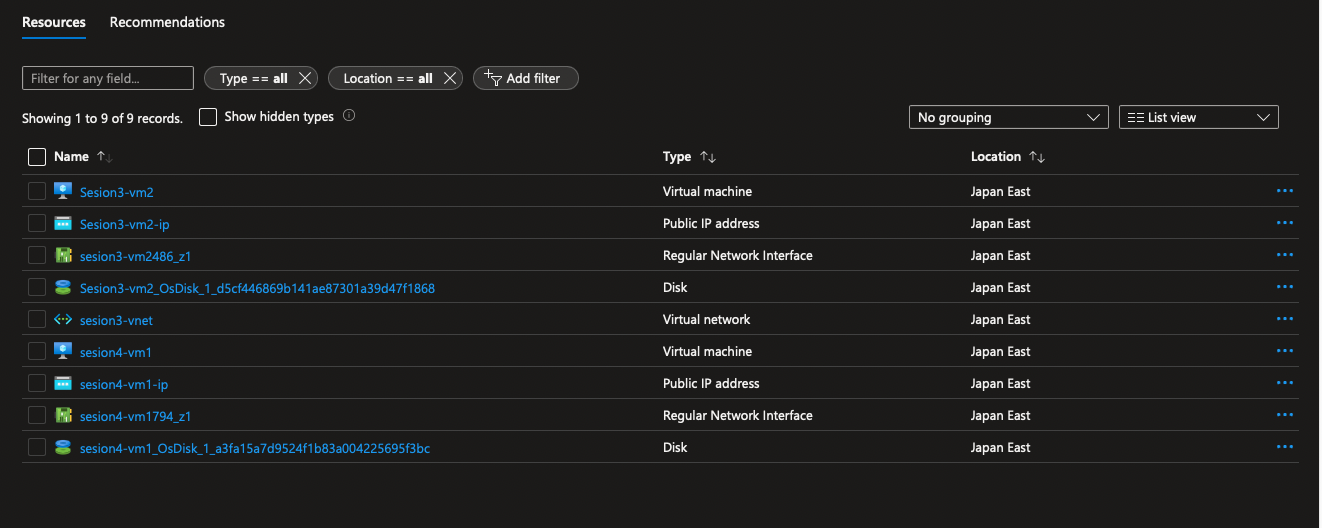 Resources Recommendations
Filter for any field... Type == all Location == all Add filter
Showing 1 to 9 of 9 records. Show hidden types No grouping List view
Name Type Location
Sesion3-vm2 Virtual machine Japan East
Sesion3-vm2-ip Public IP address Japan East
sesion3-vm2486_z1 Regular Network Interface Japan East
Sesion3-vm2_OsDisk_1_d5cf446869b141ae87301a39d47f1868 Disk Japan East
sesion3-vnet Virtual network Japan East
sesion4-vm1 Virtual machine Japan East
sesion4-vm1-ip Public IP address Japan East
sesion4-vm1794_z1 Regular Network Interface Japan East
sesion4-vm1_OsDisk_1_a3fa15a7d9524f1b83a004225695f3bc Disk Japan East